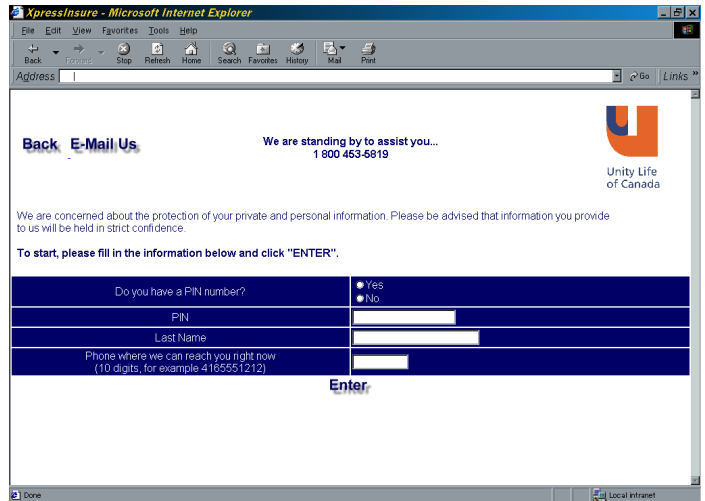 XpressInsure - Microsoft Internet Explorer
File Edit View Favorites Tools Help
Back Forward Stop Refresh Home Search Favorites History Mail Print
Address Go Links »
Back E-Mail Us
We are standing by to assist you...
1 800 453-5819
Unity Life
of Canada
We are concerned about the protection of your private and personal information. Please be advised that information you provide
to us will be held in strict confidence.
To start, please fill in the information below and click "ENTER".
Do you have a PIN number?
Yes
No
PIN
Last Name
Phone where we can reach you right now
(10 digits, for example 4165551212)
Enter
Done Local intranet